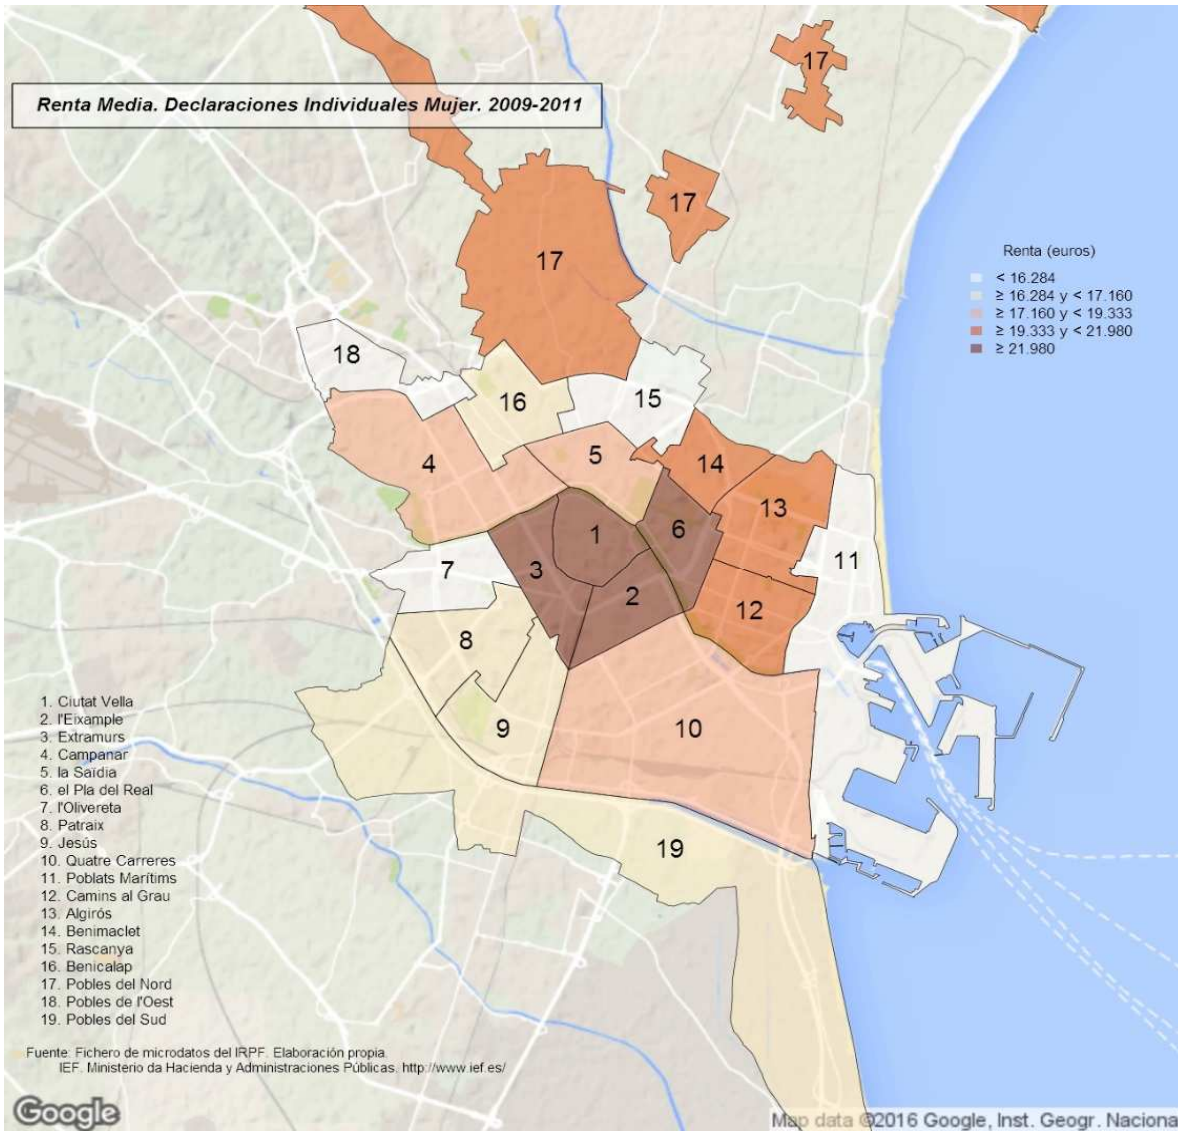 Renta Media. Declaraciones Individuales Mujer. 2009-2011
17
17
17
Renta (euros)
< 16.284
≥ 16.284 y < 17.160
≥ 17.160 y < 19.333
≥ 19.333 y < 21.980
≥ 21.980
18
16
15
4
5
14
13
1
6
11
7
3
2
12
8
9
10
19
1. Ciutat Vella
2. l'Eixample
3. Extramurs
4. Campanar
5. la Saïdia
6. el Pla del Real
7. l'Olivereta
8. Patraix
9. Jesús
10. Quatre Carreres
11. Poblats Marítims
12. Camins al Grau
13. Algirós
14. Benimaclet
15. Rascanya
16. Benicalap
17. Pobles del Nord
18. Pobles de l'Oest
19. Pobles del Sud
Fuente: Fichero de microdatos del IRPF. Elaboración propia.
IEF. Ministerio da Hacienda y Administraciones Públicas. http://www.ief.es/
Google
Map data ©2016 Google, Inst. Geogr. Naciona